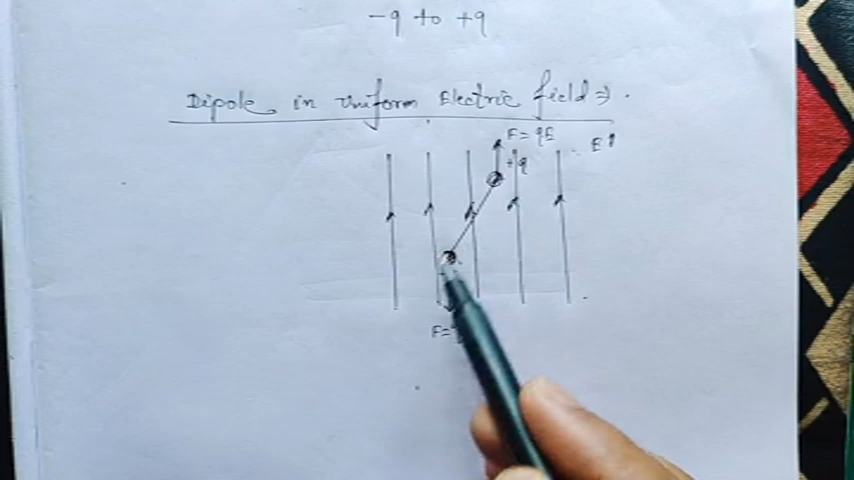 -q to +q
Dipole in Uniform Electric field ⇒ .
F = qE
+q
E
F=